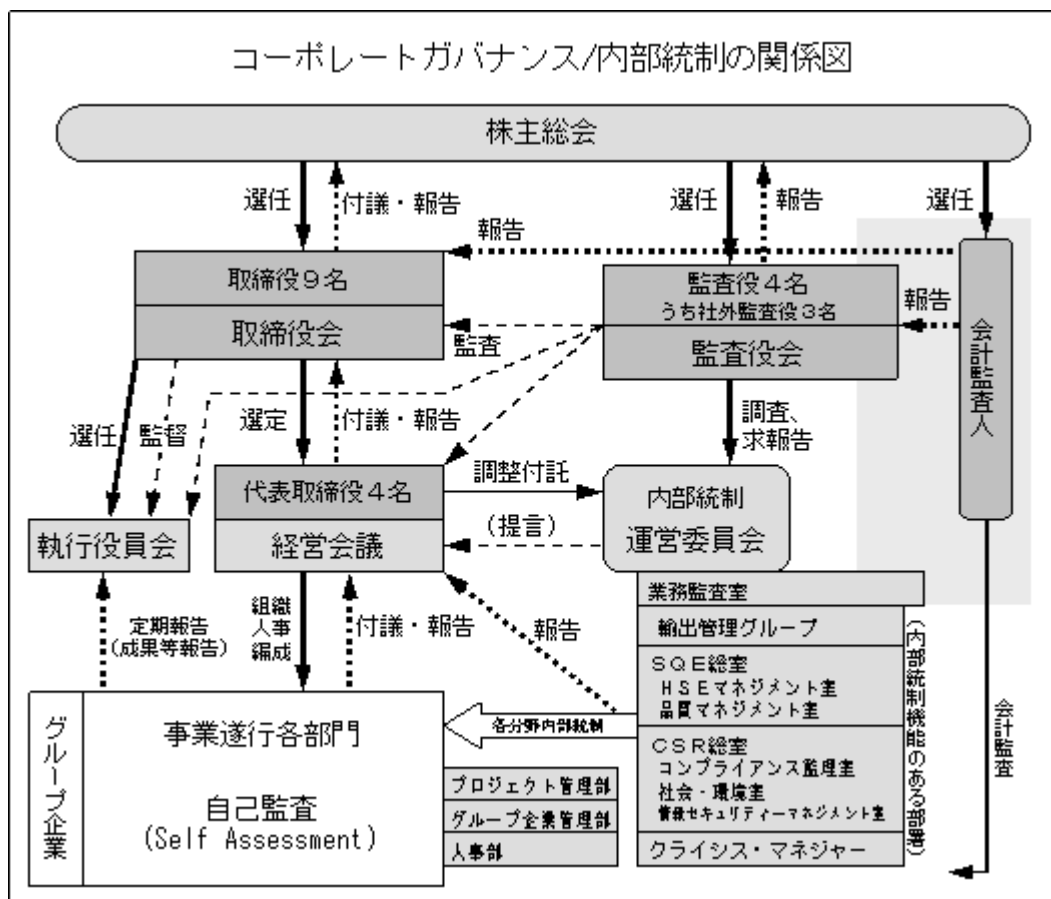 コーポレートガバナンス/内部統制の関係図
株主総会
選任
付議・報告
選任
報告
選任
報告
取締役9名
取締役会
監査役4名
うち社外監査役3名
監査役会
報告
会計監査人
監査
選任
監督
選定
付議・報告
調査、
求報告
代表取締役4名
経営会議
調整付託
(提言)
内部統制
運営委員会
執行役員会
定期報告
(成果等報告)
組織
人事
編成
付議・報告
報告
業務監査室
輸出管理グループ
SQE総室
HSEマネジメント室
品質マネジメント室
CSR総室
コンプライアンス監理室
社会・環境室
情報セキュリティーマネジメント室
クライシス・マネジャー
(内部統制機能のある部署)
会計監査
各分野内部統制
グループ企業
事業遂行各部門
自己監査
(Self Assessment)
プロジェクト管理部
グループ企業管理部
人事部